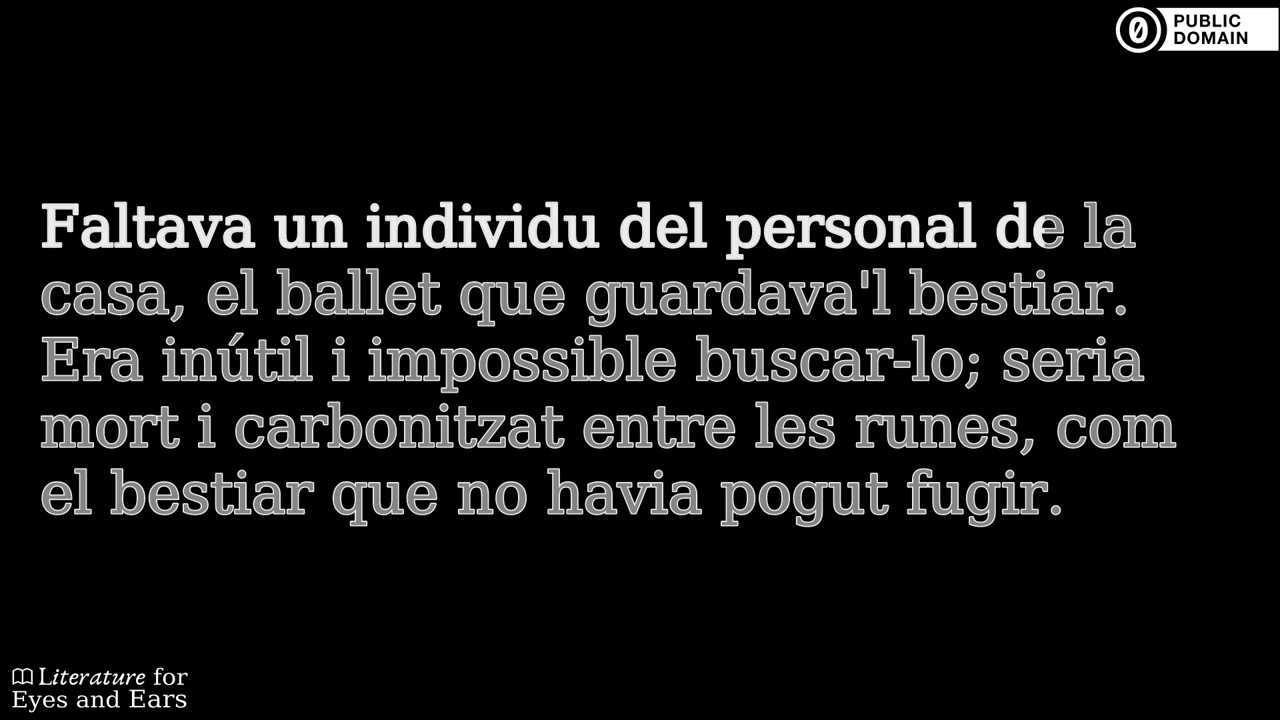 PUBLIC
DOMAIN
Faltava un individu del personal de la
casa, el ballet que guardava'l bestiar.
Era inútil i impossible buscar-lo; seria
mort i carbonitzat entre les runes, com
el bestiar que no havia pogut fugir.
Literature for
Eyes and Ears